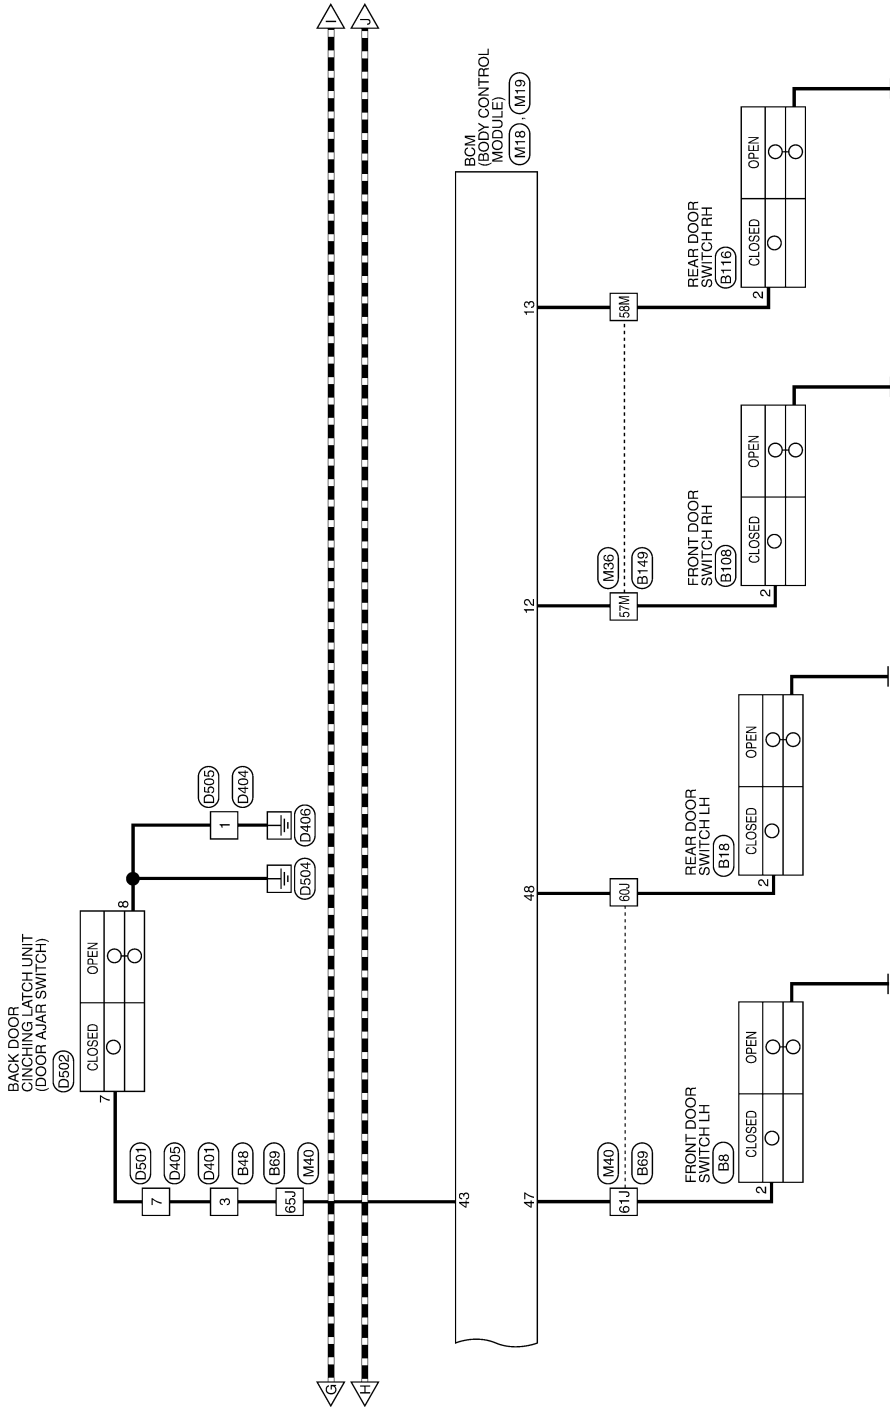 BACK DOOR
CINCHING LATCH UNIT
(DOOR AJAR SWITCH)
D502
CLOSED
OPEN
7
8
D501
D405
7
D401
B48
3
B69
M40
65J
D505
D404
1
D504
D406
G
I
H
J
BCM
(BODY CONTROL
MODULE)
M18 , M19
43
47
48
12
13
61J
M40
B69
60J
57M
M36
B149
58M
FRONT DOOR
SWITCH LH
B8
2
CLOSED
OPEN
REAR DOOR
SWITCH LH
B18
2
CLOSED
OPEN
FRONT DOOR
SWITCH RH
B108
2
CLOSED
OPEN
REAR DOOR
SWITCH RH
B116
2
CLOSED
OPEN